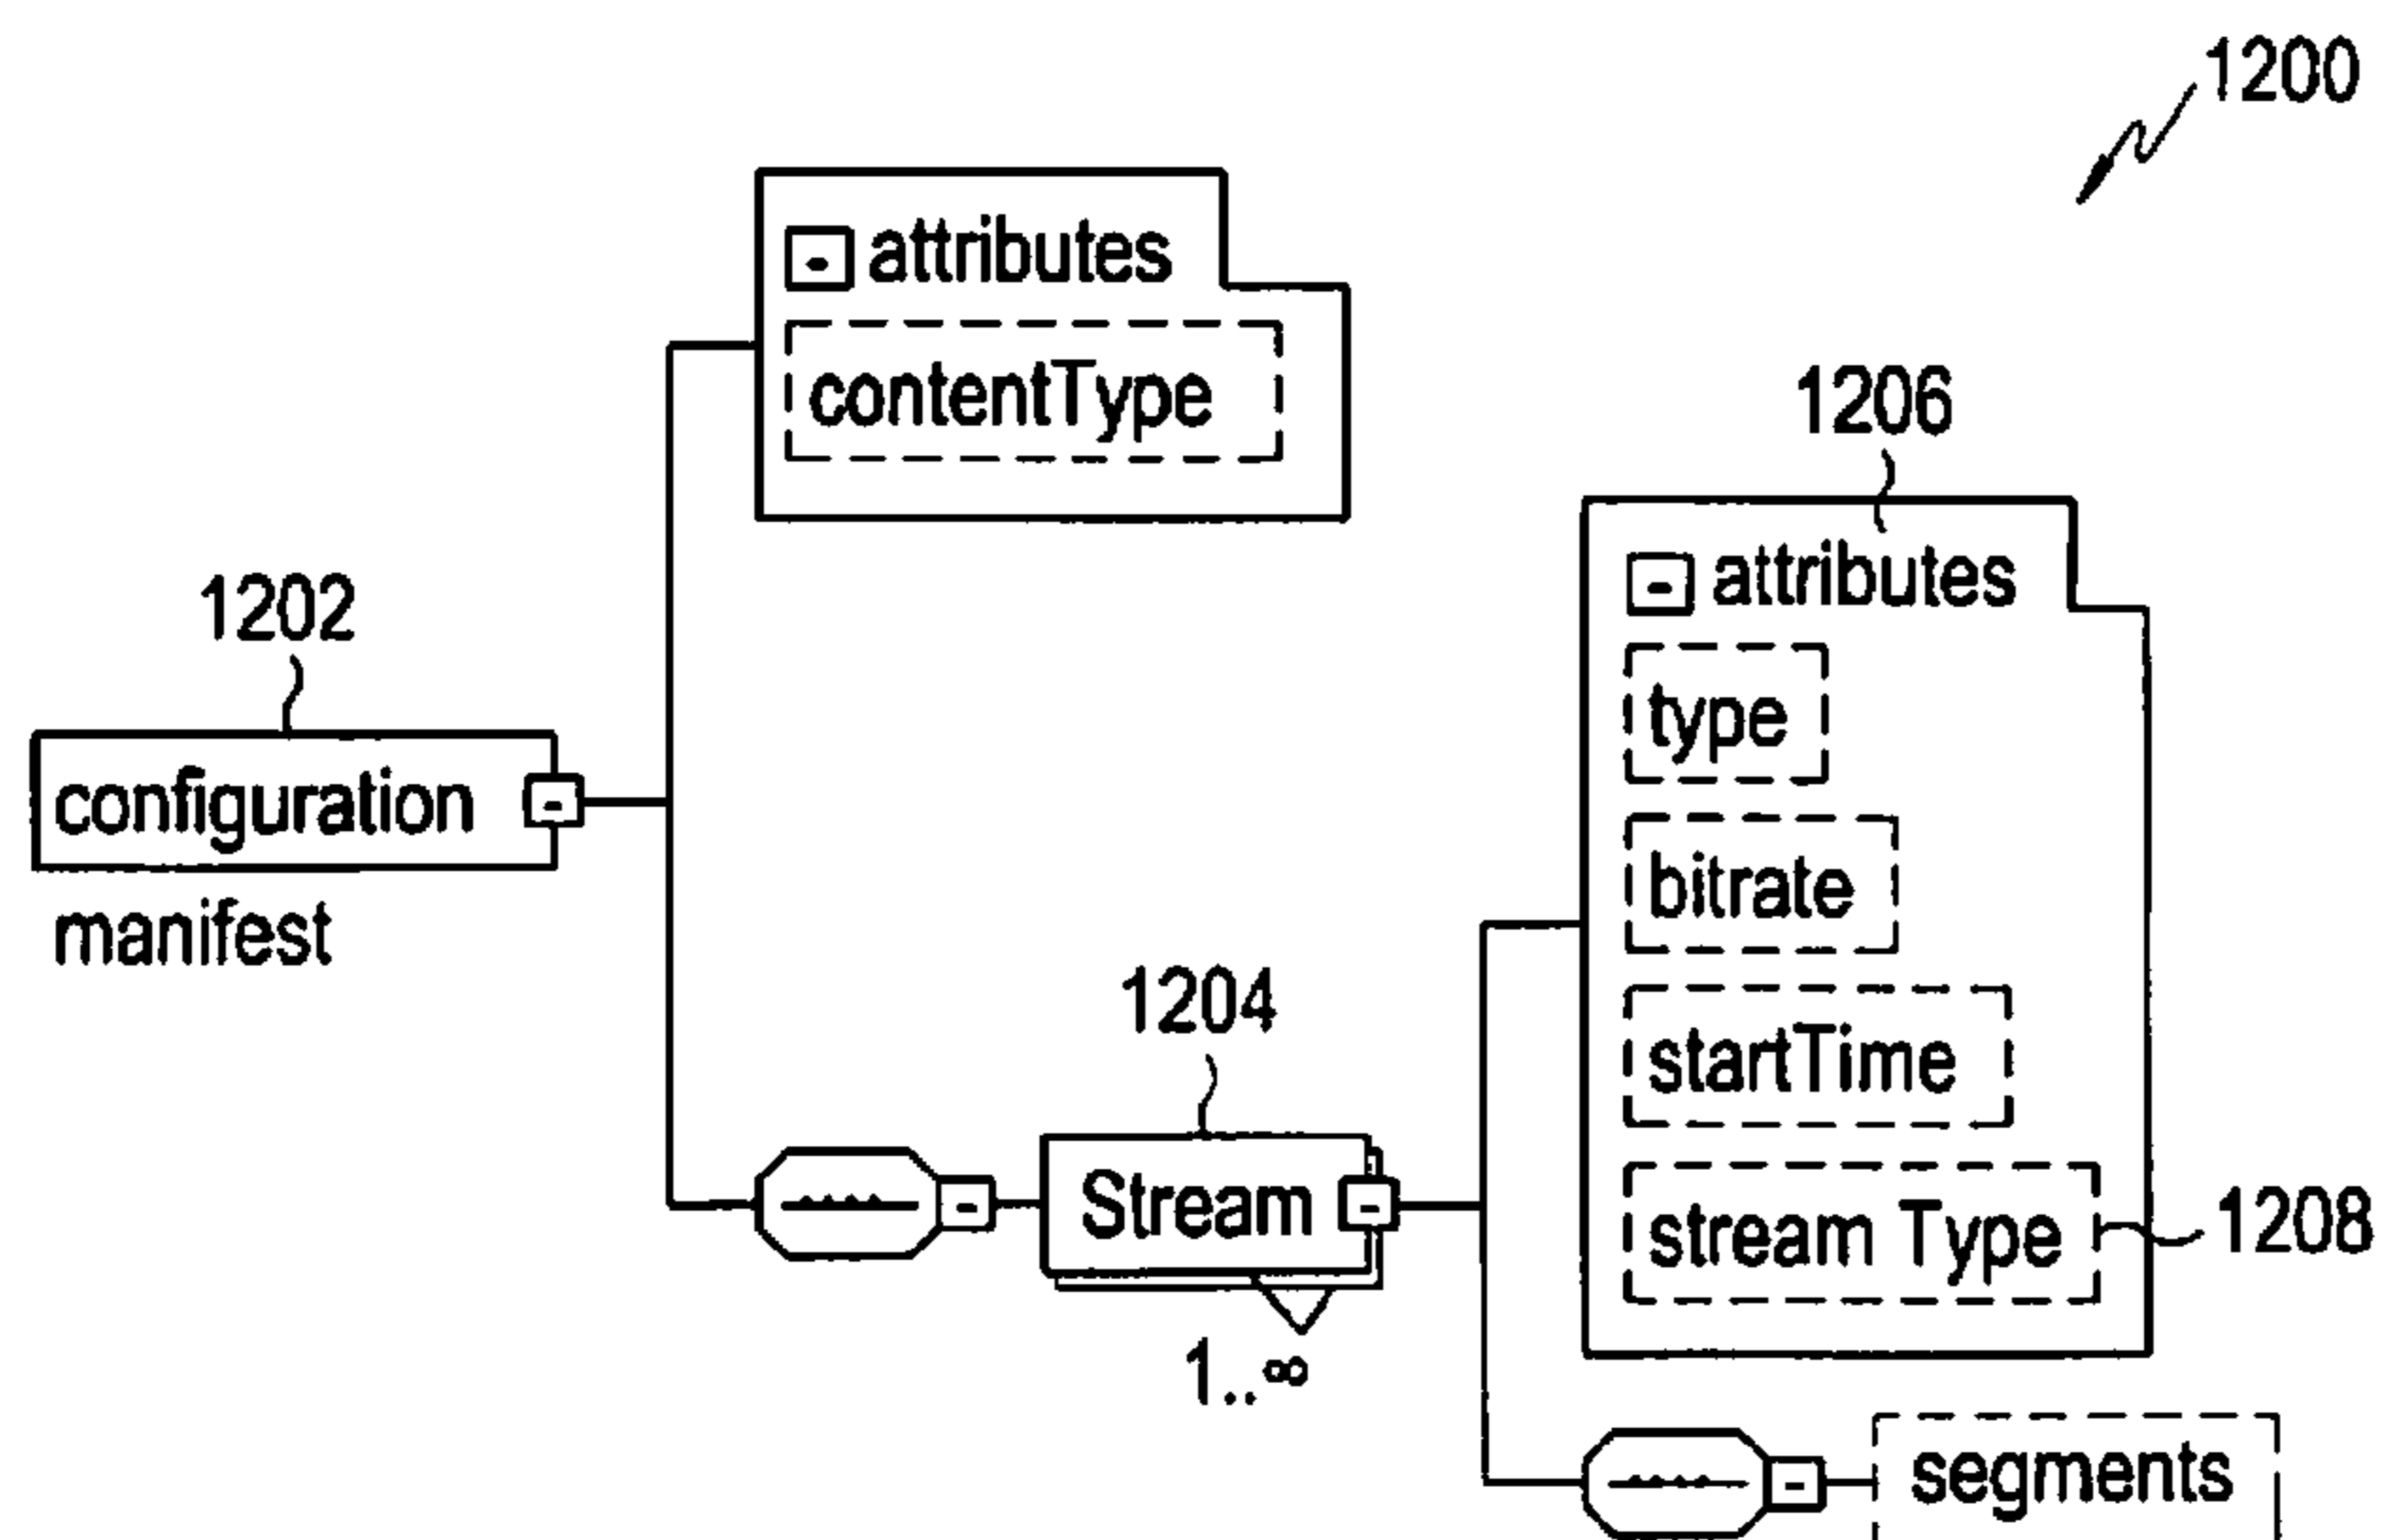 1200
attributes
contentType
1206
attributes
1202
type
configuration
bitrate
manifest
1204
startTime
Stream
stream Type
1208
1..∞
segments